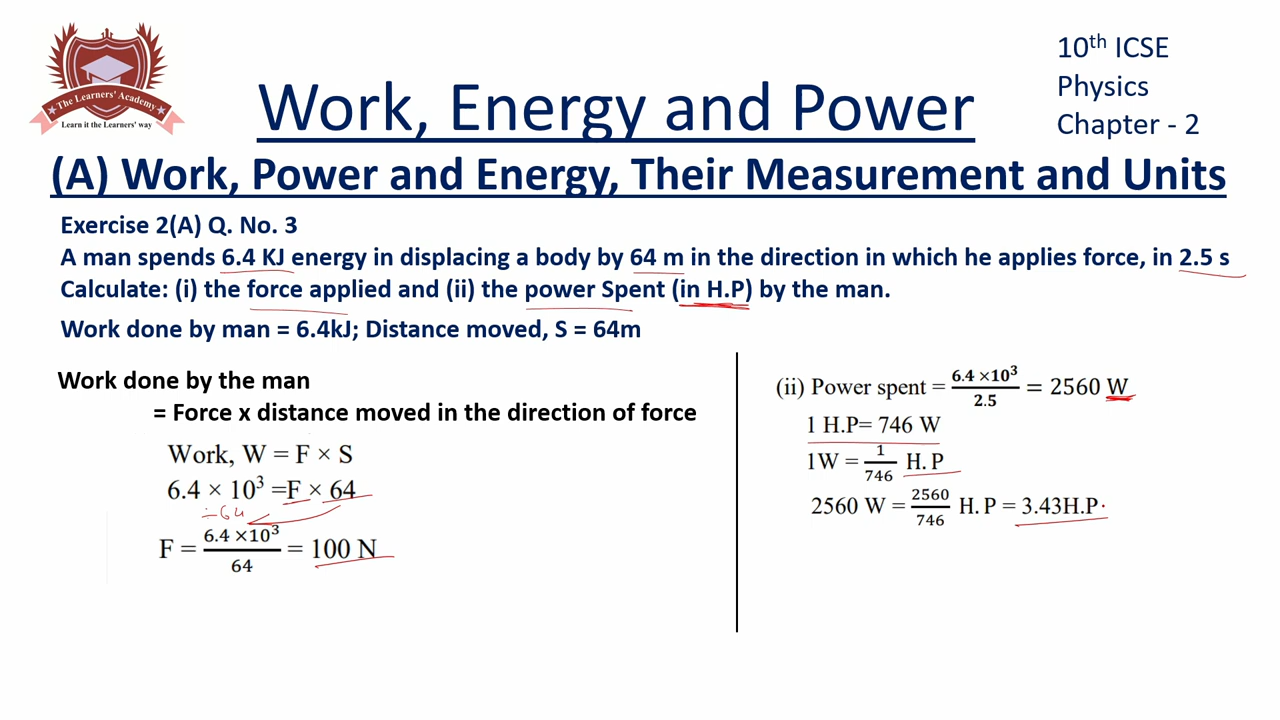 The Learners' Academy
Learn it the Learners' way
10th ICSE
Physics
Chapter - 2
Work, Energy and Power
(A) Work, Power and Energy, Their Measurement and Units
Exercise 2(A) Q. No. 3
A man spends 6.4 KJ energy in displacing a body by 64 m in the direction in which he applies force, in 2.5 s
Calculate: (i) the force applied and (ii) the power Spent (in H.P) by the man.
Work done by man = 6.4kJ; Distance moved, S = 64m
Work done by the man
= Force x distance moved in the direction of force
Work, W = F × S
6.4 × 10³ =F × 64
÷64
F = 6.4 ×10³ / 64 = 100 N
(ii) Power spent = 6.4 ×10³ / 2.5 = 2560 W
1 H.P= 746 W
1W = 1/746 H.P
2560 W = 2560/746 H.P = 3.43H.P.